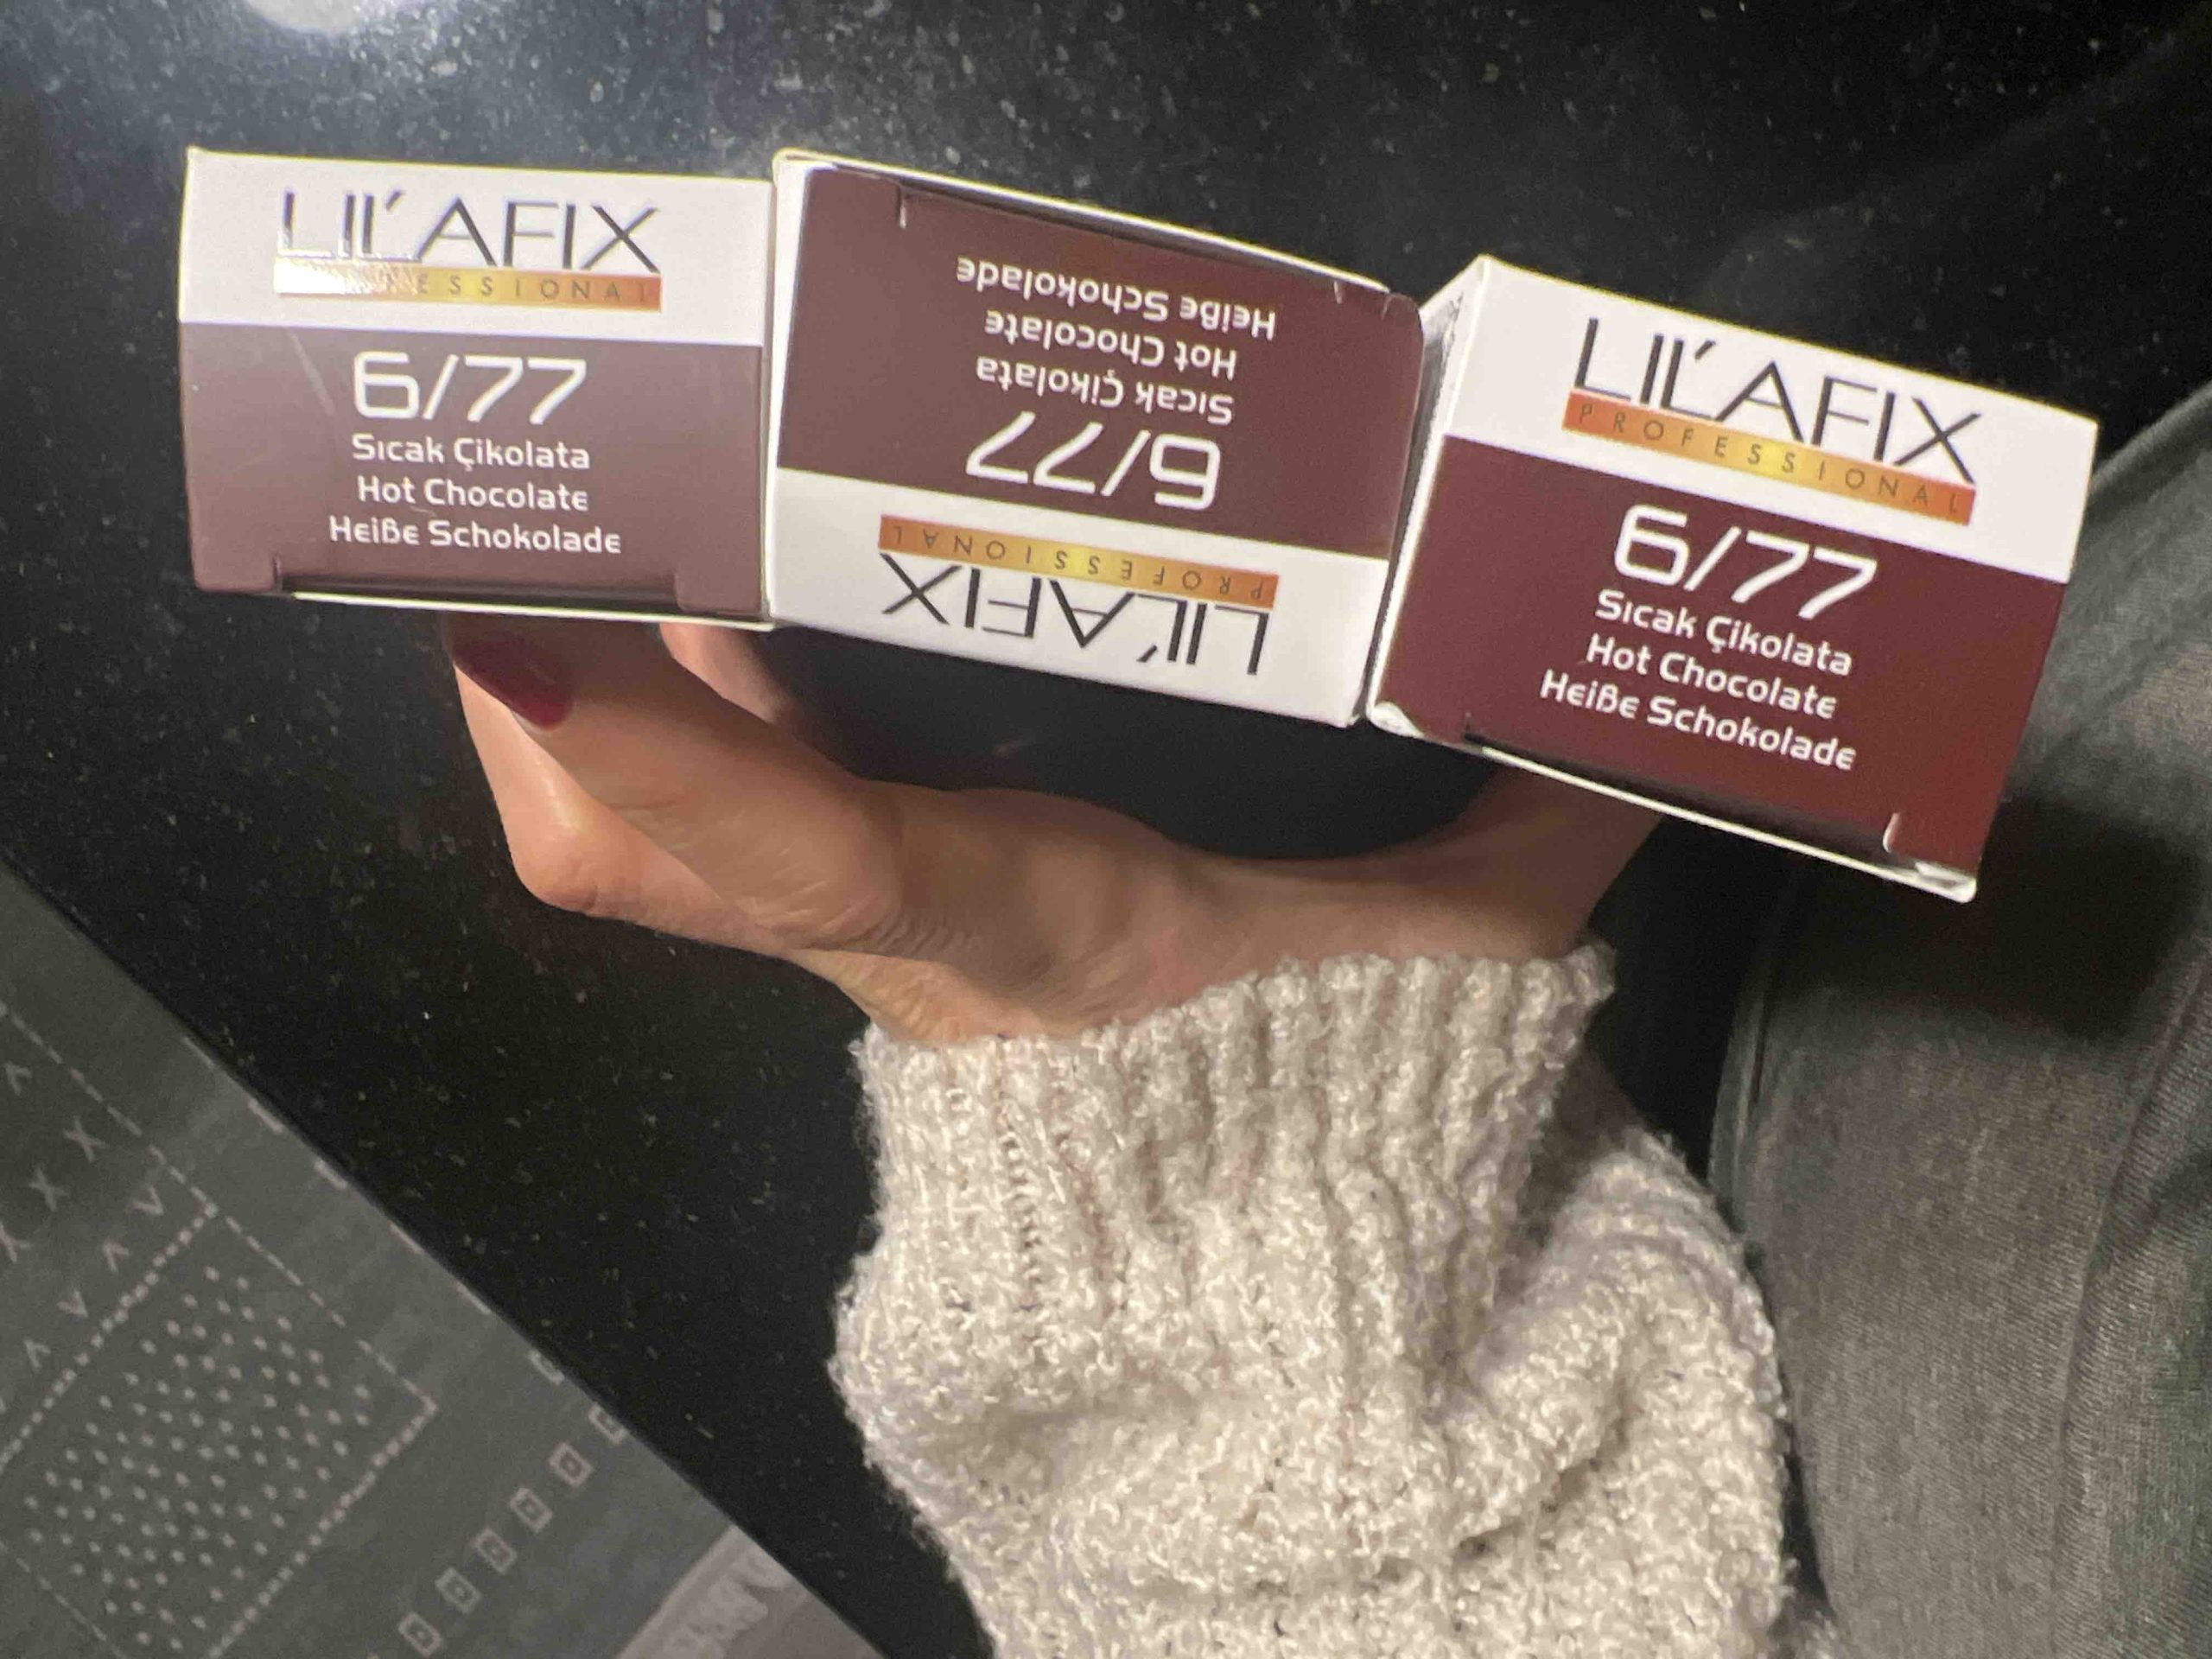 LIL'AFIX
ESSIONAL
6/77
Sıcak Çikolata
Hot Chocolate
Heiße Schokolade
LIL'AFIX
PROFESSIONAL
6/77
Sıcak Çikolata
Hot Chocolate
Heiße Schokolade
LIL'AFIX
PROFESSIONAL
6/77
Sıcak Çikolata
Hot Chocolate
Heiße Schokolade